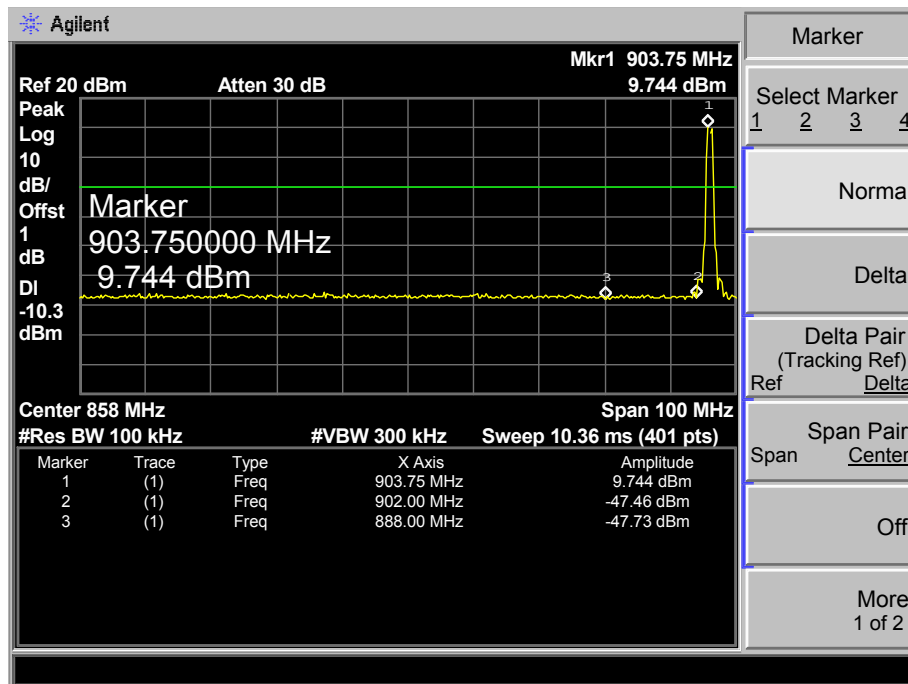 Agilent
Mkr1 903.75 MHz
Ref 20 dBm Atten 30 dB 9.744 dBm
Peak
Log
10
dB/
Offst
1
dB
DI
-10.3
dBm
1
3
2
Marker
903.750000 MHz
9.744 dBm
Center 858 MHz Span 100 MHz
#Res BW 100 kHz #VBW 300 kHz Sweep 10.36 ms (401 pts)
Marker Trace Type X Axis Amplitude
1 (1) Freq 903.75 MHz 9.744 dBm
2 (1) Freq 902.00 MHz -47.46 dBm
3 (1) Freq 888.00 MHz -47.73 dBm
Marker
Select Marker
1 2 3 4
Norma
Delta
Delta Pair
(Tracking Ref)
Ref Delta
Span Pair
Span Center
Off
More
1 of 2